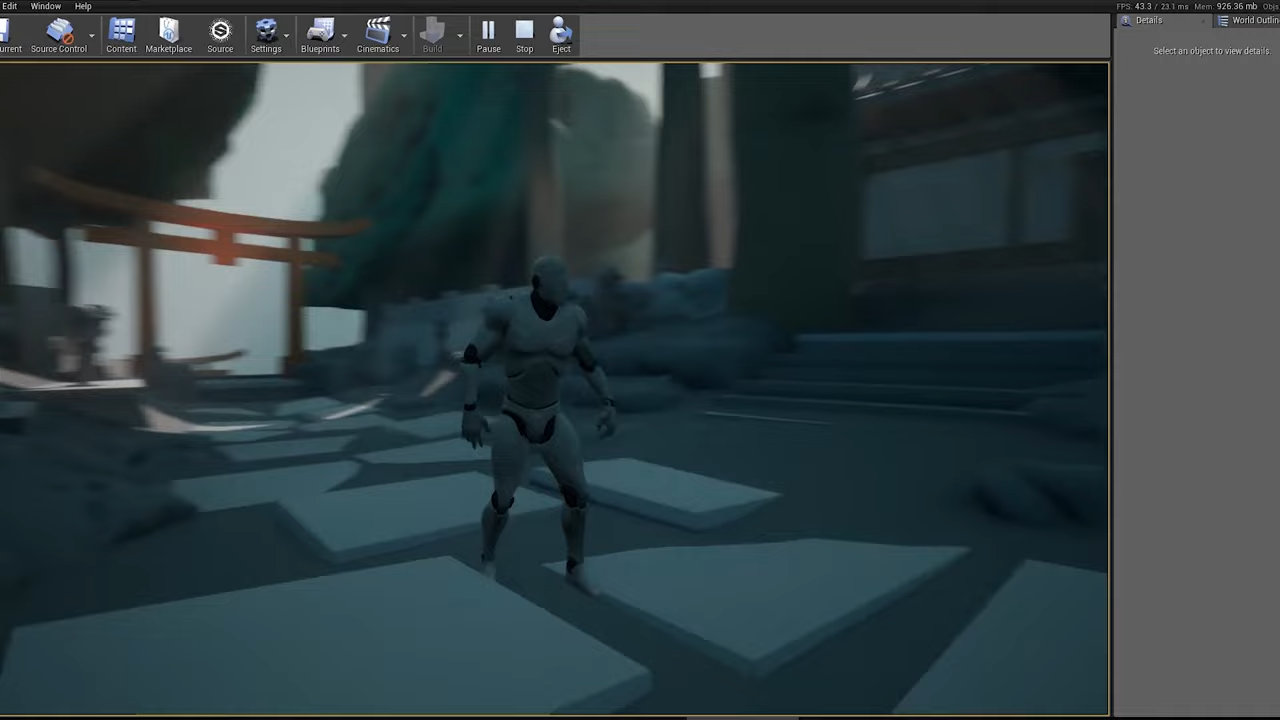 Edit Window Help
FPS: 43.3 / 23.1 ms Mem: 926.36 mb Obj
urrent Source Control Content Marketplace Source Settings Blueprints Cinematics Build Pause Stop Eject
Details World Outlin
Select an object to view details.